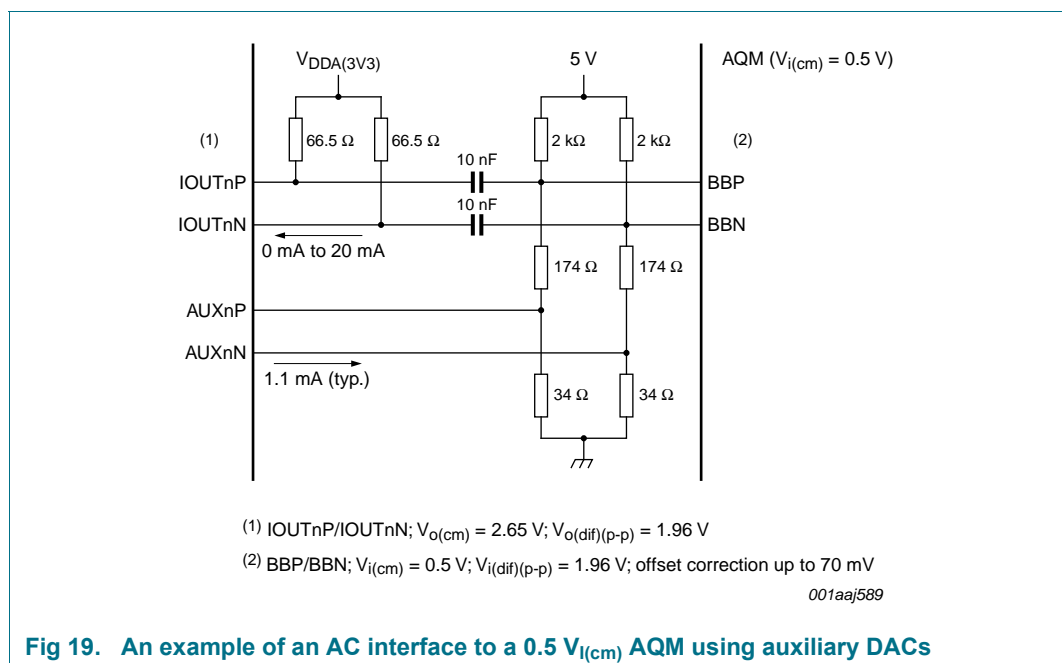 VDDA(3V3) 5 V AQM (Vi(cm) = 0.5 V)
(1) 66.5 Ω 66.5 Ω 2 kΩ 2 kΩ (2)
10 nF
IOUTnP BBP
10 nF
IOUTnN BBN
0 mA to 20 mA
174 Ω 174 Ω
AUXnP
AUXnN
1.1 mA (typ.)
34 Ω 34 Ω
(1) IOUTnP/IOUTnN; Vo(cm) = 2.65 V; Vo(dif)(p-p) = 1.96 V
(2) BBP/BBN; Vi(cm) = 0.5 V; Vi(dif)(p-p) = 1.96 V; offset correction up to 70 mV
001aaj589
Fig 19. An example of an AC interface to a 0.5 VI(cm) AQM using auxiliary DACs